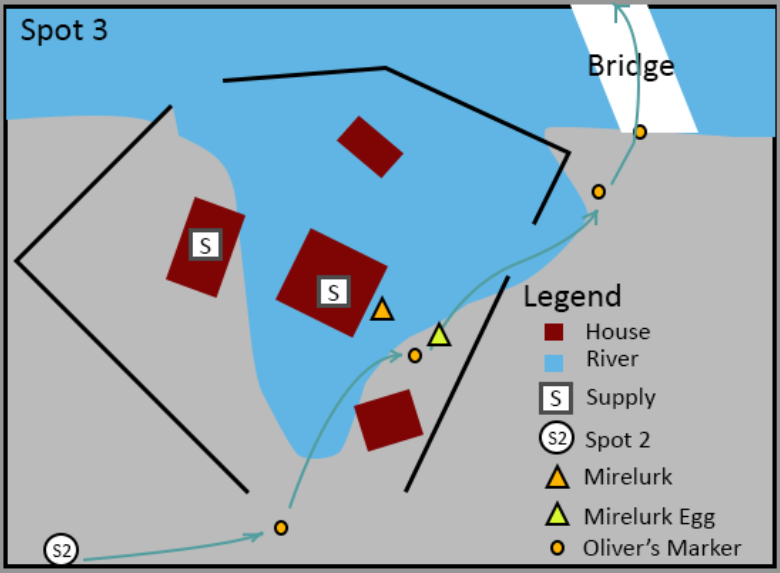 Spot 3
Bridge
S
S
Legend
House
River
S Supply
S2 Spot 2
Mirelurk
Mirelurk Egg
Oliver's Marker
S2